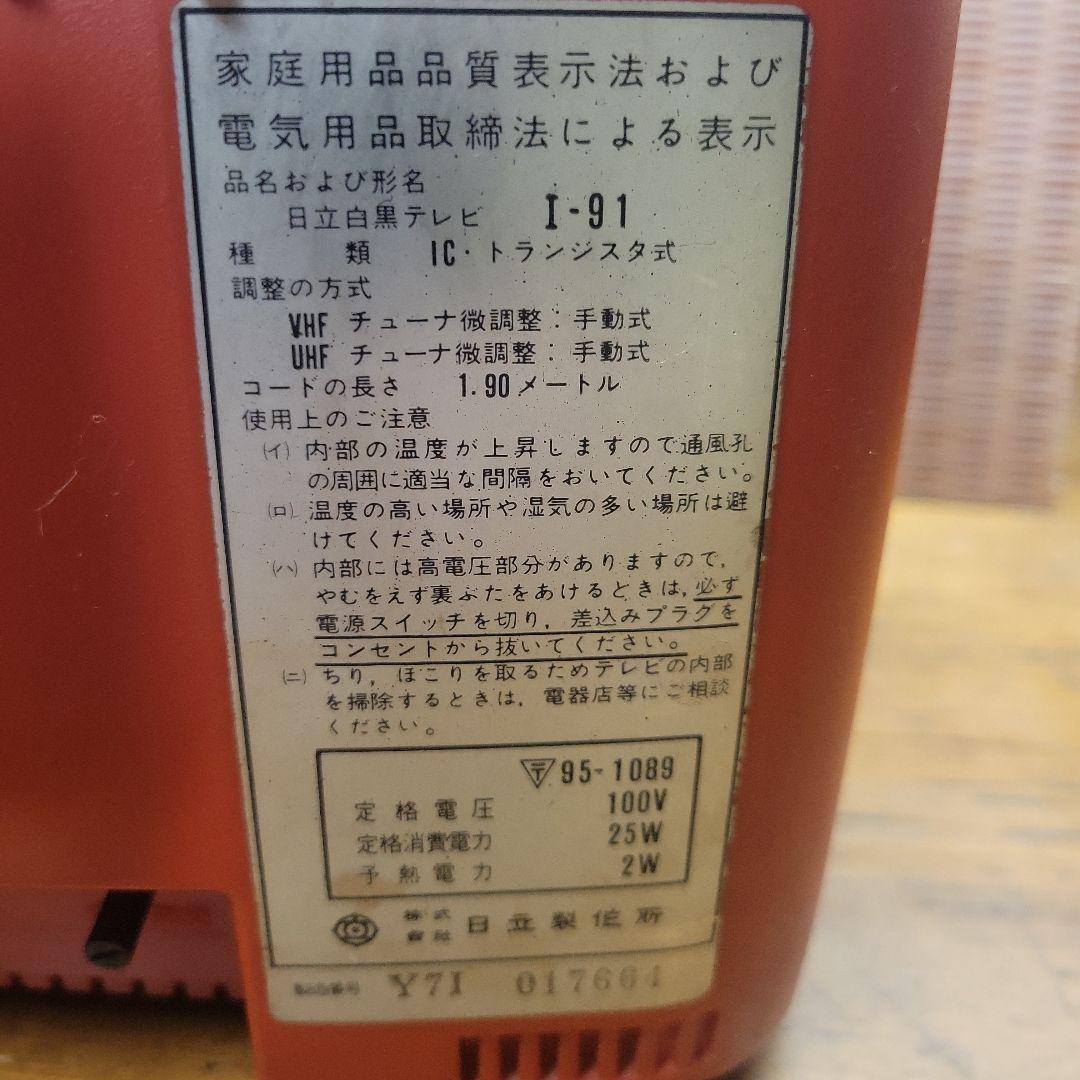 家庭用品品質表示法および
電気用品取締法による表示
品名および形名
日立白黒テレビ I-91
種類 IC・トランジスタ式
調整の方式
VHF チューナ微調整：手動式
UHF チューナ微調整：手動式
コードの長さ 1.90メートル
使用上のご注意
(イ) 内部の温度が上昇しますので通風孔
の周囲に適当な間隔をおいてください。
(ロ) 温度の高い場所や湿気の多い場所は避
けてください。
(ハ) 内部には高電圧部分がありますので，
やむをえず裏ぶたをあけるときは，必ず
電源スイッチを切り，差込みプラグを
コンセントから抜いてください。
(ニ) ちり，ほこりを取るためテレビの内部
を掃除するときは，電器店等にご相談
ください。
〒 95-1089
定格電圧 100V
定格消費電力 25W
予熱電力 2W
株式會社 日立製作所
Y7I 017664